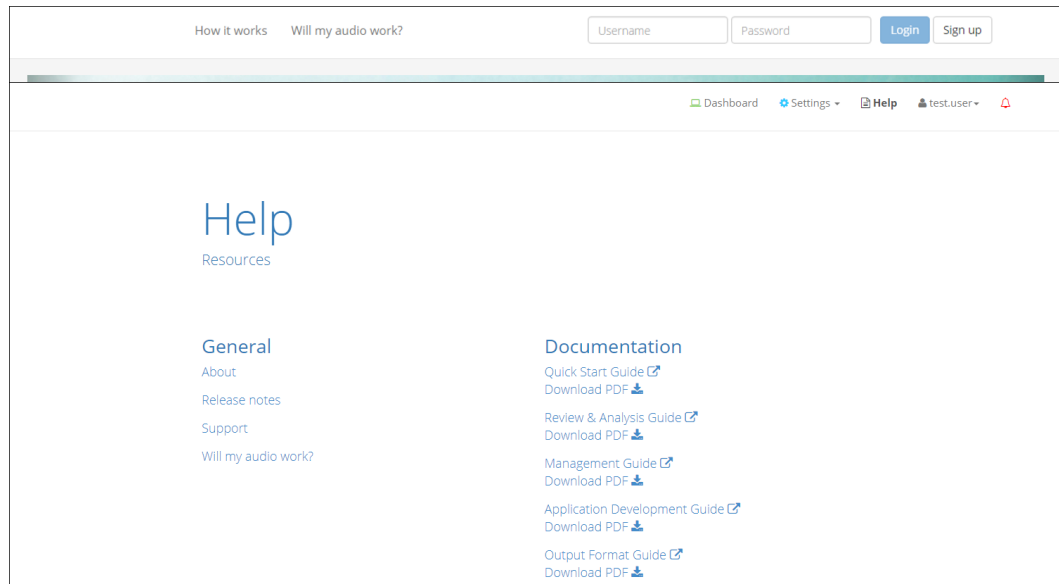 How it works Will my audio work? Username Password Login Sign up
Dashboard Settings Help test.user
Help
Resources
General
About
Release notes
Support
Will my audio work?
Documentation
Quick Start Guide
Download PDF
Review & Analysis Guide
Download PDF
Management Guide
Download PDF
Application Development Guide
Download PDF
Output Format Guide
Download PDF